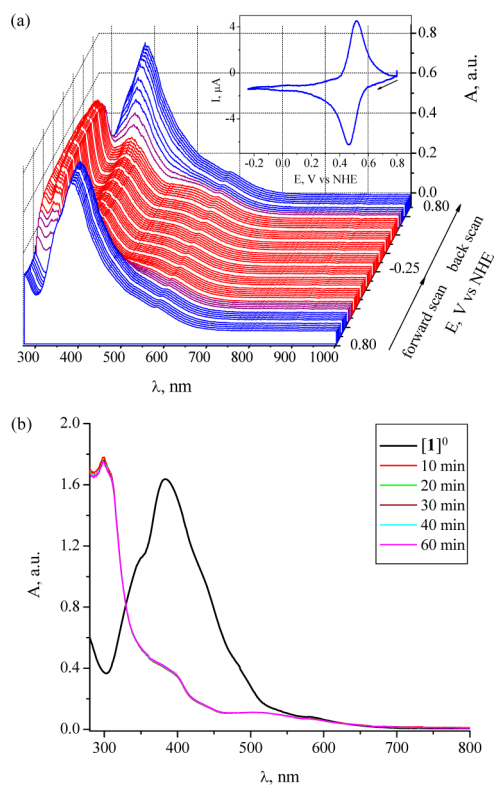 (a)
4
0
-4
I, μA
-0.2 0.0 0.2 0.4 0.6 0.8
E, V vs NHE
0.8
0.6
0.4
0.2
0.0
A, a.u.
0.80
-0.25
0.80
forward scan back scan
E, V vs NHE
300 400 500 600 700 800 900 1000
λ, nm
(b)
2.0
1.6
1.2
0.8
0.4
0.0
A, a.u.
[1]⁰
10 min
20 min
30 min
40 min
60 min
300 400 500 600 700 800
λ, nm